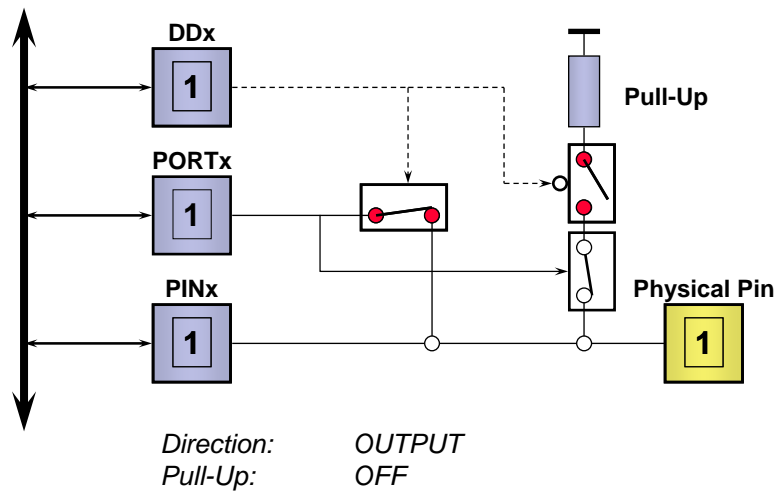 DDx
1
Pull-Up
PORTx
1
PINx
1
Physical Pin
1
Direction: OUTPUT
Pull-Up: OFF